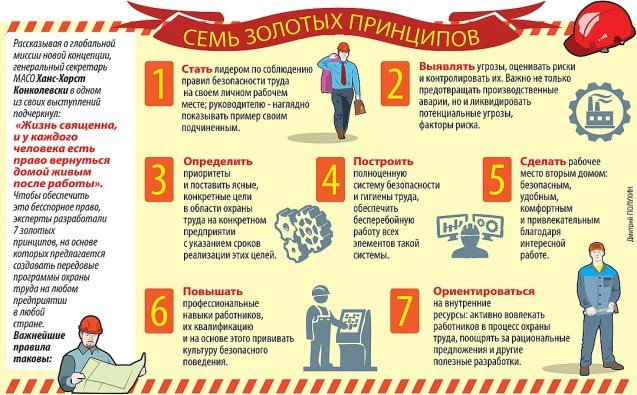 СЕМЬ ЗОЛОТЫХ ПРИНЦИПОВ
Рассказывая о глобальной
миссии новой концепции,
генеральный секретарь
МАСО Ханс-Хорст
Конколевски в одном
из своих выступлений
подчеркнул:
«Жизнь священна,
и у каждого
человека есть
право вернуться
домой живым
после работы».
Чтобы обеспечить
это бесспорное право,
эксперты разработали
7 золотых
принципов, на основе
которых предлагается
создавать передовые
программы охраны
труда на любом
предприятии
в любой
стране.
Важнейшие
правила
таковы:
1
Стать лидером по соблюдению
правил безопасности труда
на своем личном рабочем
месте; руководителю - наглядно
показывать пример своим
подчиненным.
2
Выявлять угрозы, оценивать риски
и контролировать их. Важно не только
предотвращать производственные
аварии, но и ликвидировать
потенциальные угрозы,
факторы риска.
3
Определить
приоритеты
и поставить ясные,
конкретные цели
в области охраны
труда на конкретном
предприятии
с указанием сроков
реализации этих целей.
4
Построить
полноценную
систему безопасности
и гигиены труда,
обеспечить
бесперебойную
работу всех
элементов такой
системы.
5
Сделать рабочее
место вторым домом:
безопасным,
удобным,
комфортным
и привлекательным
благодаря
интересной
работе.
6
Повышать
профессиональные
навыки работников,
их квалификацию
и на основе этого прививать
культуру безопасного
поведения.
7
Ориентироваться
на внутренние
ресурсы: активно вовлекать
работников в процесс охраны
труда, поощрять за рациональные
предложения и другие
полезные разработки.
Дмитрий ПОЛУХИН